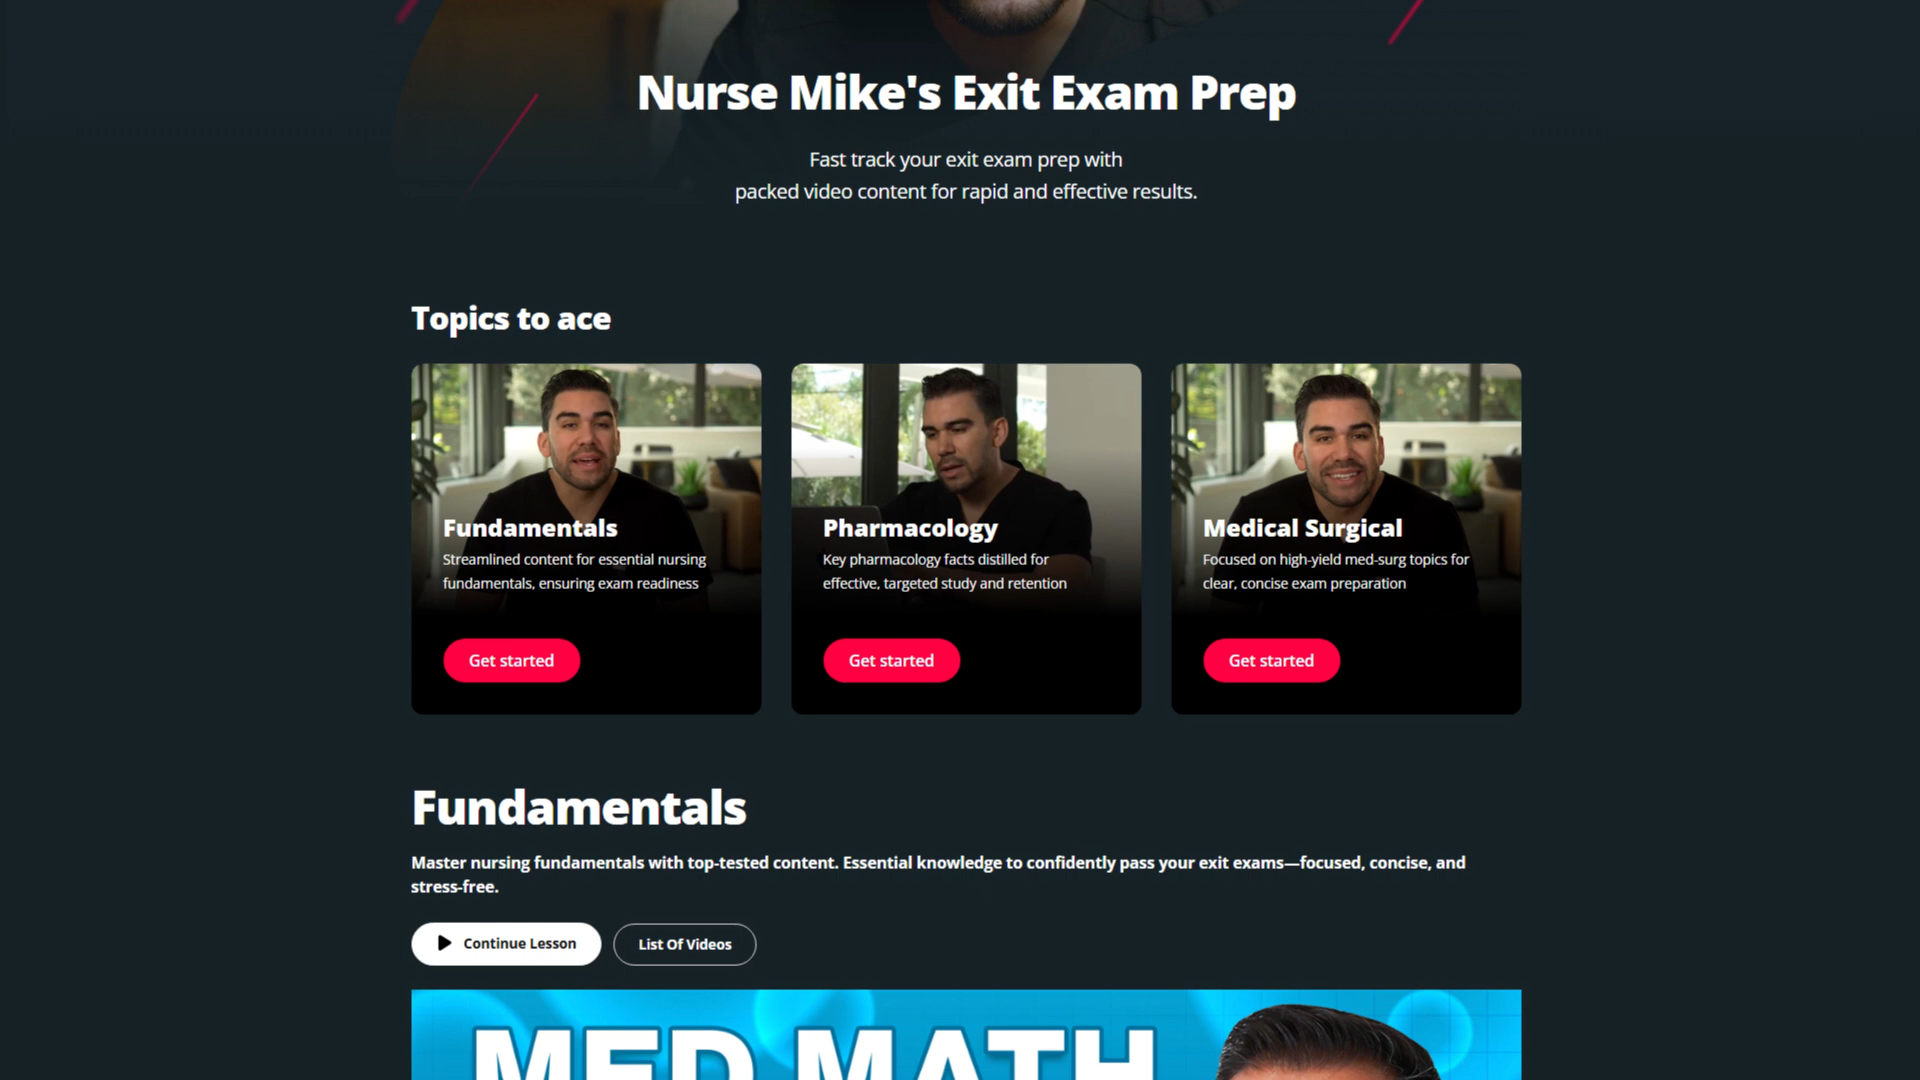 Nurse Mike's Exit Exam Prep
Fast track your exit exam prep with
packed video content for rapid and effective results.
Topics to ace
Fundamentals
Streamlined content for essential nursing
fundamentals, ensuring exam readiness
Get started
Pharmacology
Key pharmacology facts distilled for
effective, targeted study and retention
Get started
Medical Surgical
Focused on high-yield med-surg topics for
clear, concise exam preparation
Get started
Fundamentals
Master nursing fundamentals with top-tested content. Essential knowledge to confidently pass your exit exams—focused, concise, and
stress-free.
Continue Lesson
List Of Videos
MED MATH